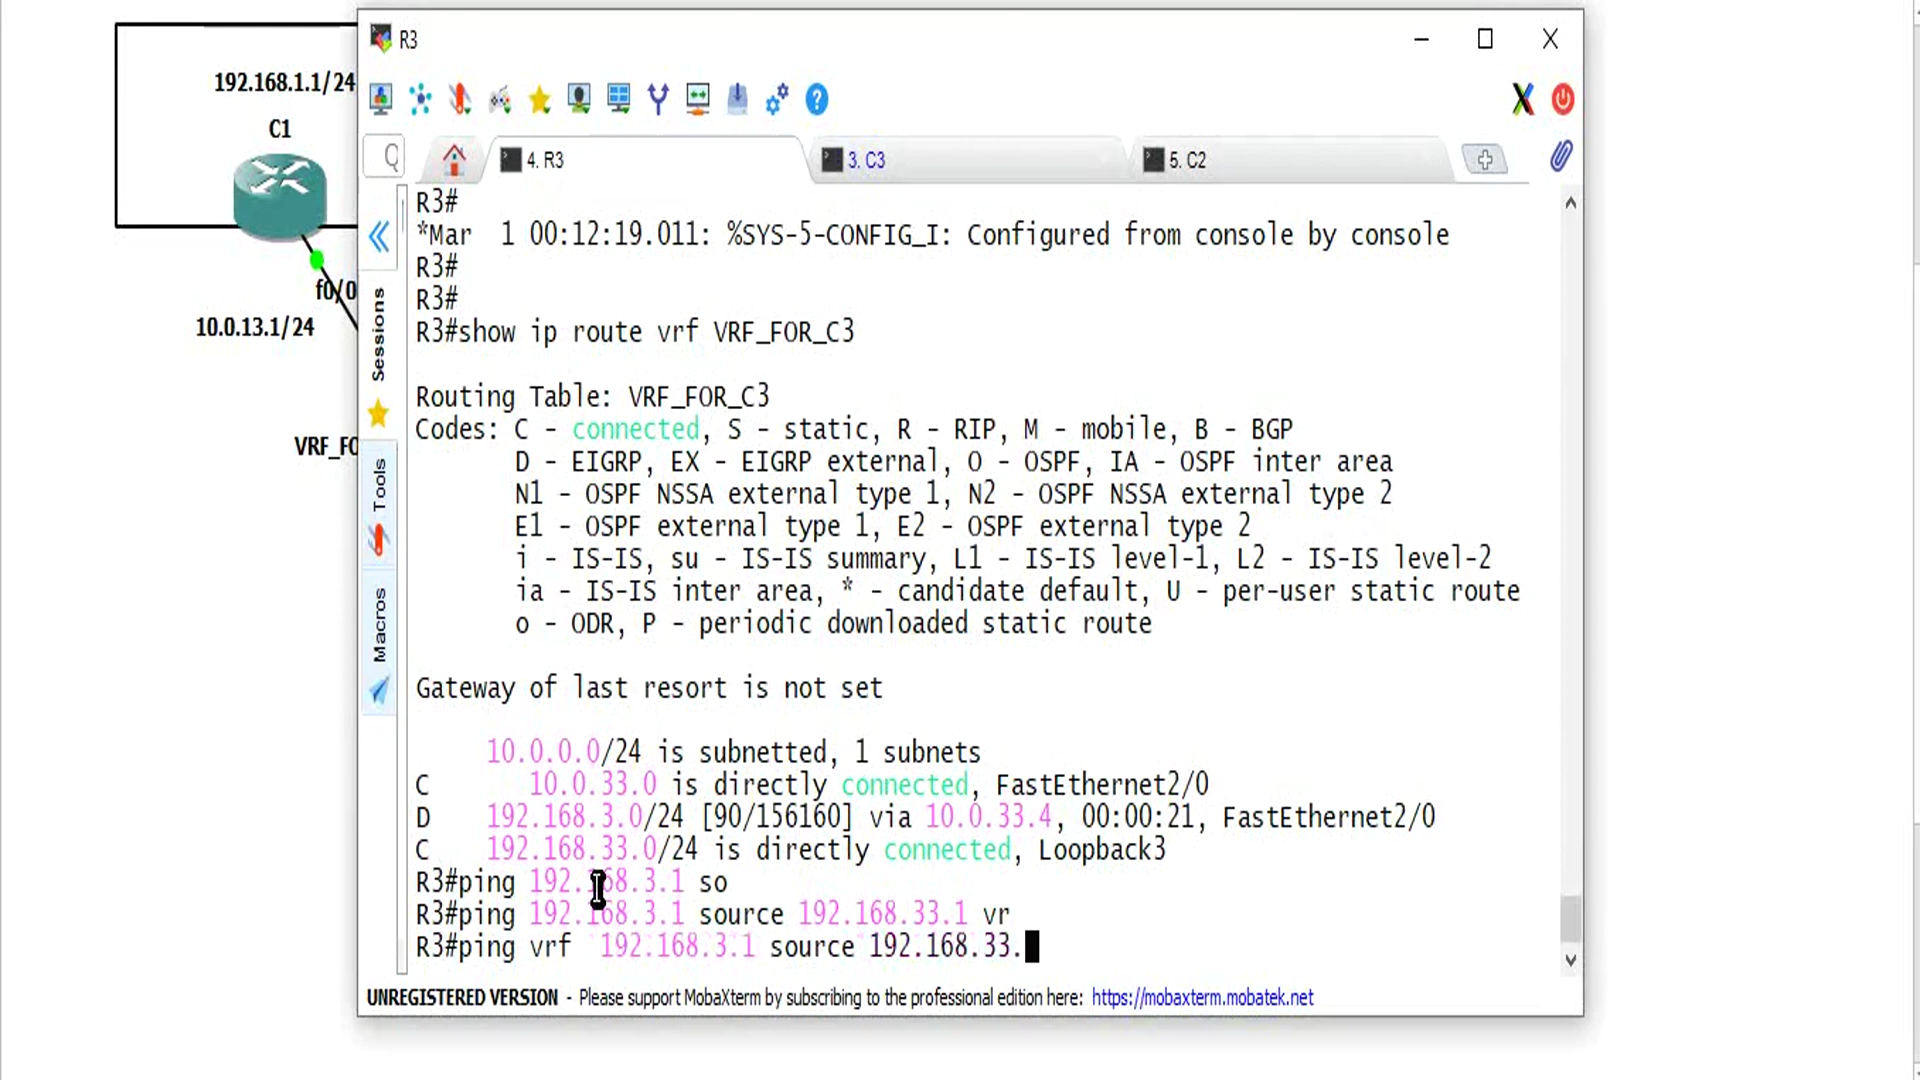 192.168.1.1/24
C1
f0/0
10.0.13.1/24
VRF_FO
R3
4. R3
3. C3
5. C2
Sessions
Tools
Macros
R3#
*Mar  1 00:12:19.011: %SYS-5-CONFIG_I: Configured from console by console
R3#
R3#
R3#show ip route vrf VRF_FOR_C3
Routing Table: VRF_FOR_C3
Codes: C - connected, S - static, R - RIP, M - mobile, B - BGP
D - EIGRP, EX - EIGRP external, O - OSPF, IA - OSPF inter area
N1 - OSPF NSSA external type 1, N2 - OSPF NSSA external type 2
E1 - OSPF external type 1, E2 - OSPF external type 2
i - IS-IS, su - IS-IS summary, L1 - IS-IS level-1, L2 - IS-IS level-2
ia - IS-IS inter area, * - candidate default, U - per-user static route
o - ODR, P - periodic downloaded static route
Gateway of last resort is not set
10.0.0.0/24 is subnetted, 1 subnets
C 10.0.33.0 is directly connected, FastEthernet2/0
D 192.168.3.0/24 [90/156160] via 10.0.33.4, 00:00:21, FastEthernet2/0
C 192.168.33.0/24 is directly connected, Loopback3
R3#ping 192.168.3.1 so
R3#ping 192.168.3.1 source 192.168.33.1 vr
R3#ping vrf  192.168.3.1 source 192.168.33.
UNREGISTERED VERSION - Please support MobaXterm by subscribing to the professional edition here: https://mobaxterm.mobatek.net